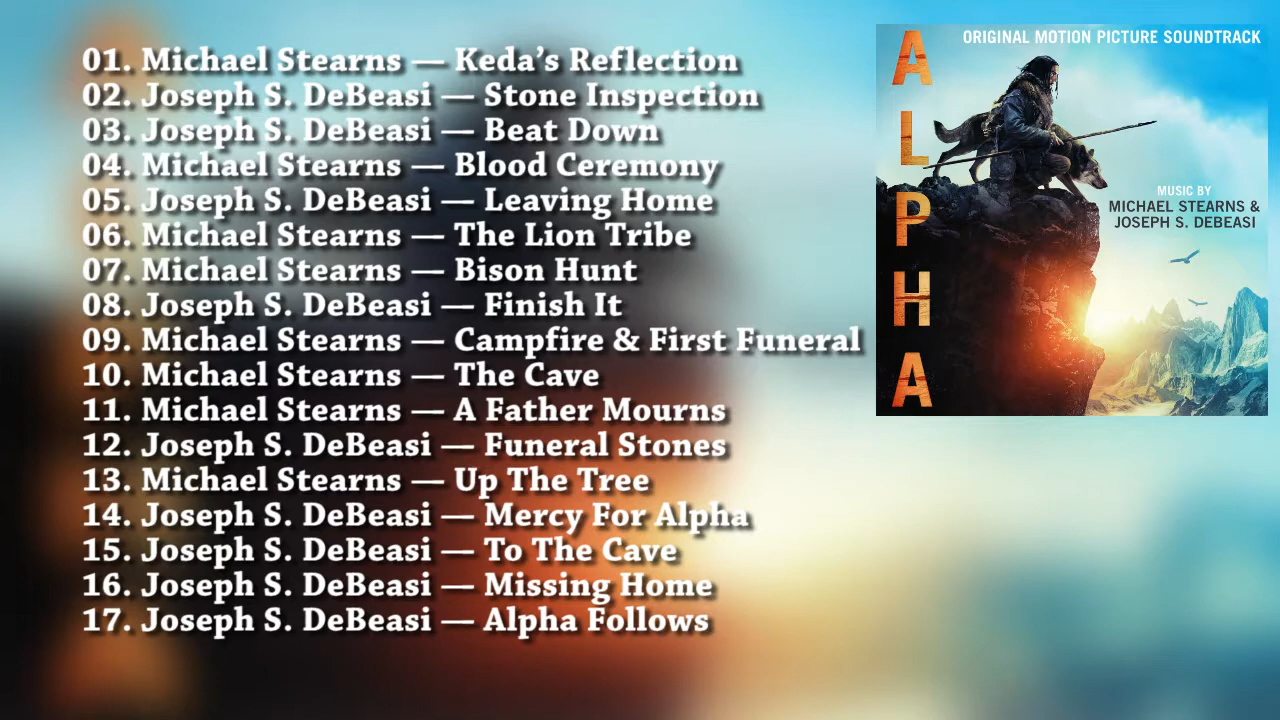 01. Michael Stearns — Keda’s Reflection
02. Joseph S. DeBeasi — Stone Inspection
03. Joseph S. DeBeasi — Beat Down
04. Michael Stearns — Blood Ceremony
05. Joseph S. DeBeasi — Leaving Home
06. Michael Stearns — The Lion Tribe
07. Michael Stearns — Bison Hunt
08. Joseph S. DeBeasi — Finish It
09. Michael Stearns — Campfire & First Funeral
10. Michael Stearns — The Cave
11. Michael Stearns — A Father Mourns
12. Joseph S. DeBeasi — Funeral Stones
13. Michael Stearns — Up The Tree
14. Joseph S. DeBeasi — Mercy For Alpha
15. Joseph S. DeBeasi — To The Cave
16. Joseph S. DeBeasi — Missing Home
17. Joseph S. DeBeasi — Alpha Follows
ORIGINAL MOTION PICTURE SOUNDTRACK
ALPHA
MUSIC BY
MICHAEL STEARNS &
JOSEPH S. DEBEASI